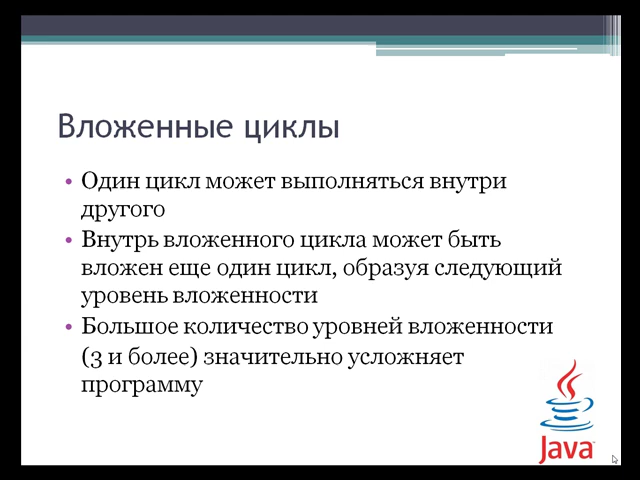 Вложенные циклы
• Один цикл может выполняться внутри
другого
• Внутрь вложенного цикла может быть
вложен еще один цикл, образуя следующий
уровень вложенности
• Большое количество уровней вложенности
(3 и более) значительно усложняет
программу
Java